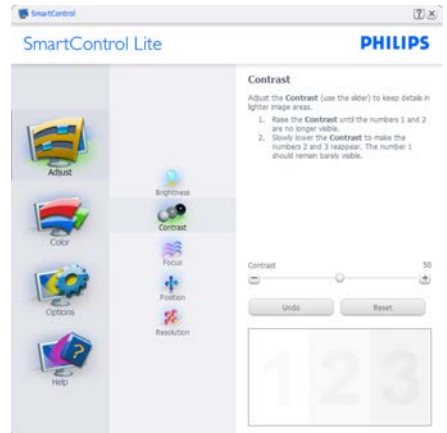 SmartControl
SmartControl Lite
PHILIPS
Adjust
Color
Options
Help
Brightness
Contrast
Focus
Position
Resolution
Contrast
Adjust the Contrast (use the slider) to keep details in
lighter image areas.
1. Raise the Contrast until the numbers 1 and 2
are no longer visible.
2. Slowly lower the Contrast to make the
numbers 2 and 3 reappear. The number 1
should remain barely visible.
Contrast 50
Undo Reset
1 2 3